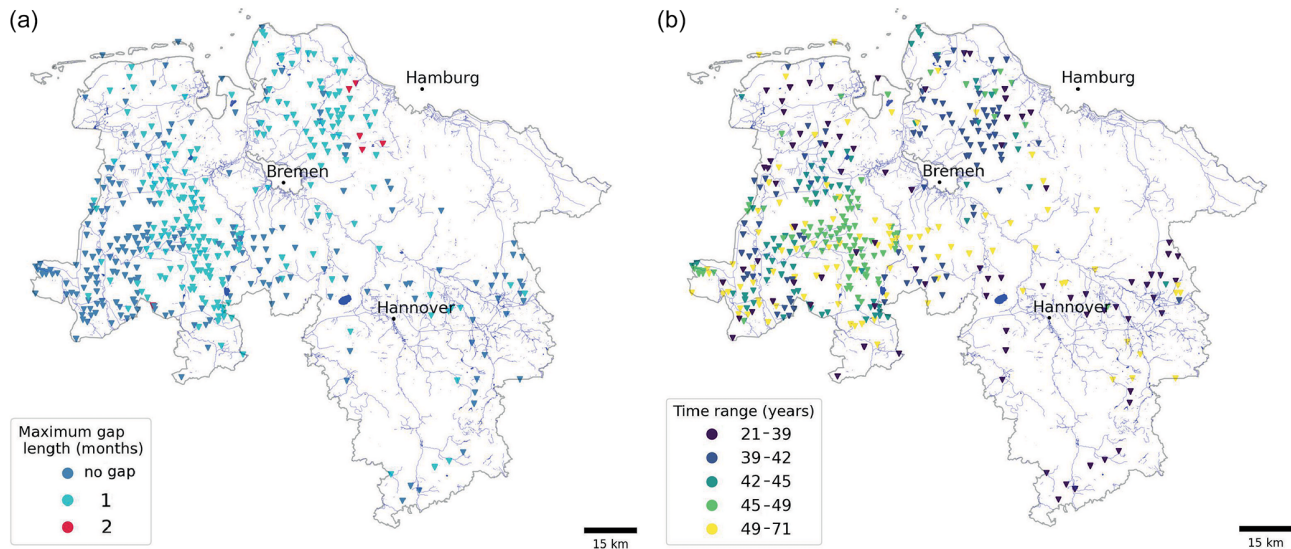 (a)
Hamburg
Bremen
Hannover
Maximum gap
length (months)
no gap
1
2
15 km
(b)
Hamburg
Bremen
Hannover
Time range (years)
21-39
39-42
42-45
45-49
49-71
15 km